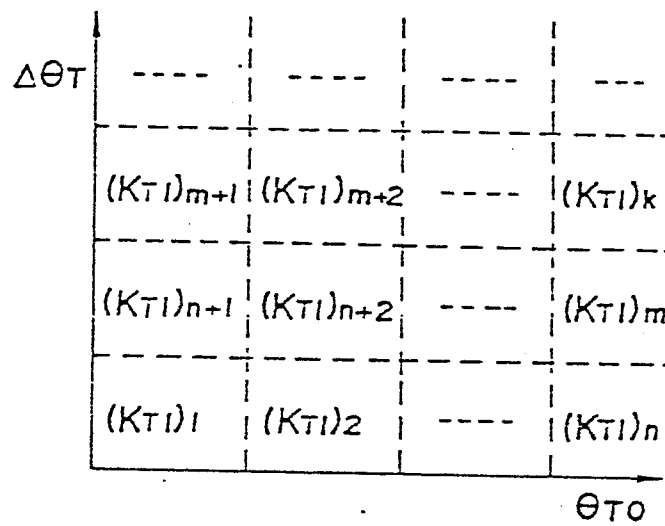 ΔθT ---- ---- ---- ---
(KT1)m+1 (KT1)m+2 ---- (KT1)k
(KT1)n+1 (KT1)n+2 ---- (KT1)m
(KT1)1 (KT1)2 ---- (KT1)n
θTO